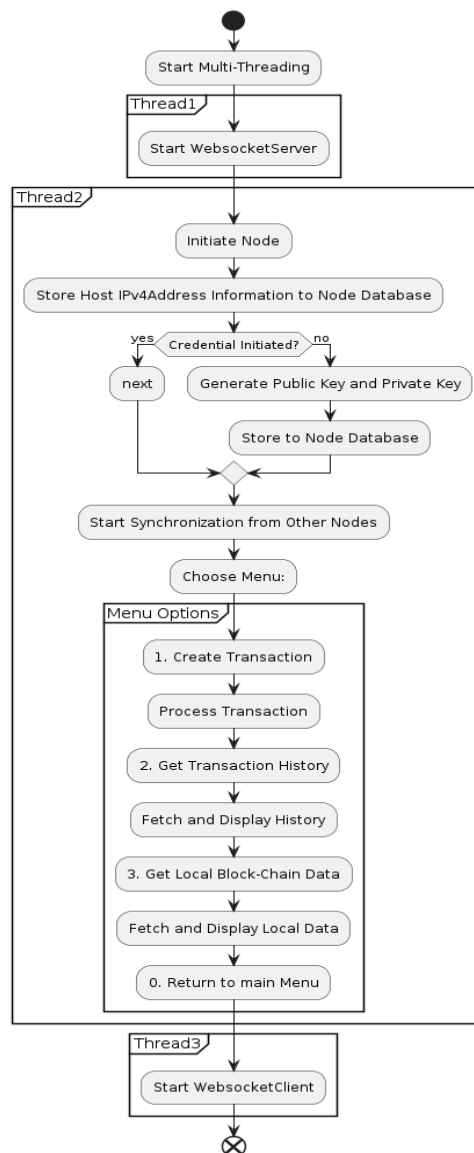 Start Multi-Threading
Thread1
Start WebsocketServer
Thread2
Initiate Node
Store Host IPv4Address Information to Node Database
yes
Credential Initiated?
no
next
Generate Public Key and Private Key
Store to Node Database
Start Synchronization from Other Nodes
Choose Menu:
Menu Options
1. Create Transaction
Process Transaction
2. Get Transaction History
Fetch and Display History
3. Get Local Block-Chain Data
Fetch and Display Local Data
0. Return to main Menu
Thread3
Start WebsocketClient